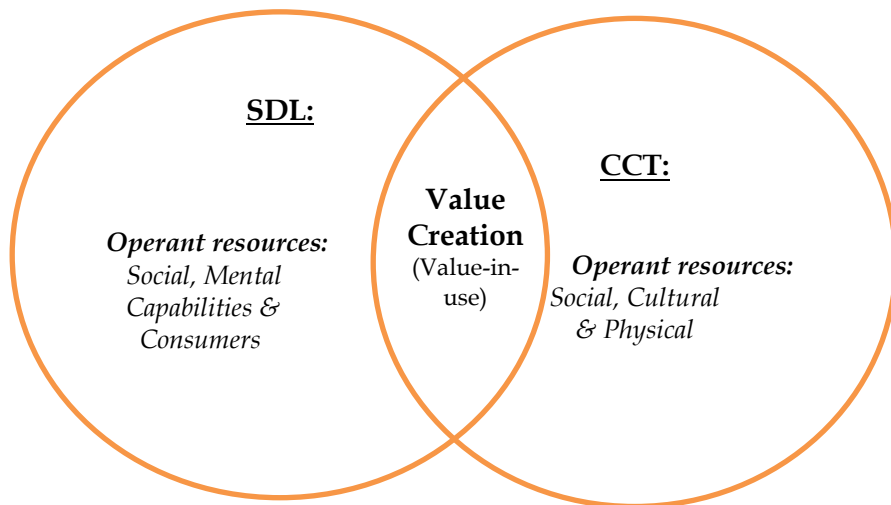 SDL:
Operant resources:
Social, Mental
Capabilities &
Consumers
Value
Creation
(Value-in-
use)
CCT:
Operant resources:
Social, Cultural
& Physical